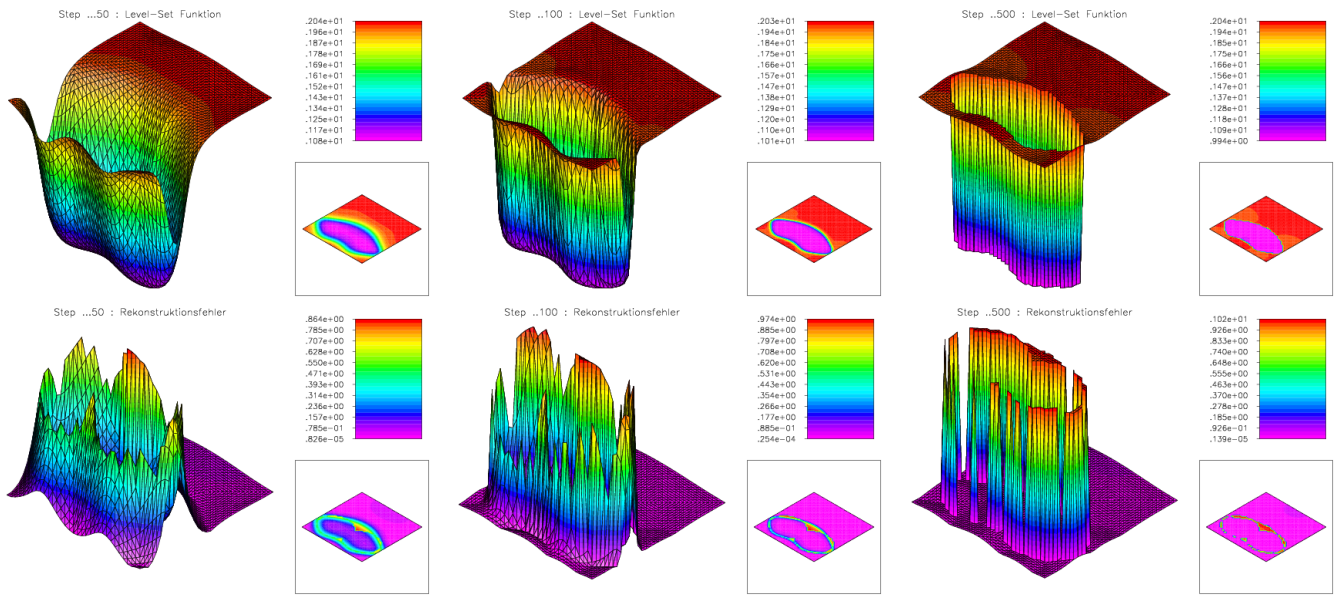 Step ...50 : Level-Set Funktion
.204e+01
.196e+01
.187e+01
.178e+01
.169e+01
.161e+01
.152e+01
.143e+01
.134e+01
.125e+01
.117e+01
.108e+01
Step ..100 : Level-Set Funktion
.203e+01
.194e+01
.185e+01
.175e+01
.166e+01
.157e+01
.147e+01
.138e+01
.129e+01
.120e+01
.110e+01
.101e+01
Step ..500 : Level-Set Funktion
.204e+01
.194e+01
.185e+01
.175e+01
.166e+01
.156e+01
.147e+01
.137e+01
.128e+01
.118e+01
.109e+01
.994e+00
Step ...50 : Rekonstruktionsfehler
.864e+00
.785e+00
.707e+00
.628e+00
.550e+00
.471e+00
.393e+00
.314e+00
.236e+00
.157e+00
.785e-01
.826e-05
Step ..100 : Rekonstruktionsfehler
.974e+00
.885e+00
.797e+00
.708e+00
.620e+00
.531e+00
.443e+00
.354e+00
.266e+00
.177e+00
.885e-01
.254e-04
Step ..500 : Rekonstruktionsfehler
.102e+01
.926e+00
.833e+00
.740e+00
.648e+00
.555e+00
.463e+00
.370e+00
.278e+00
.185e+00
.926e-01
.139e-05